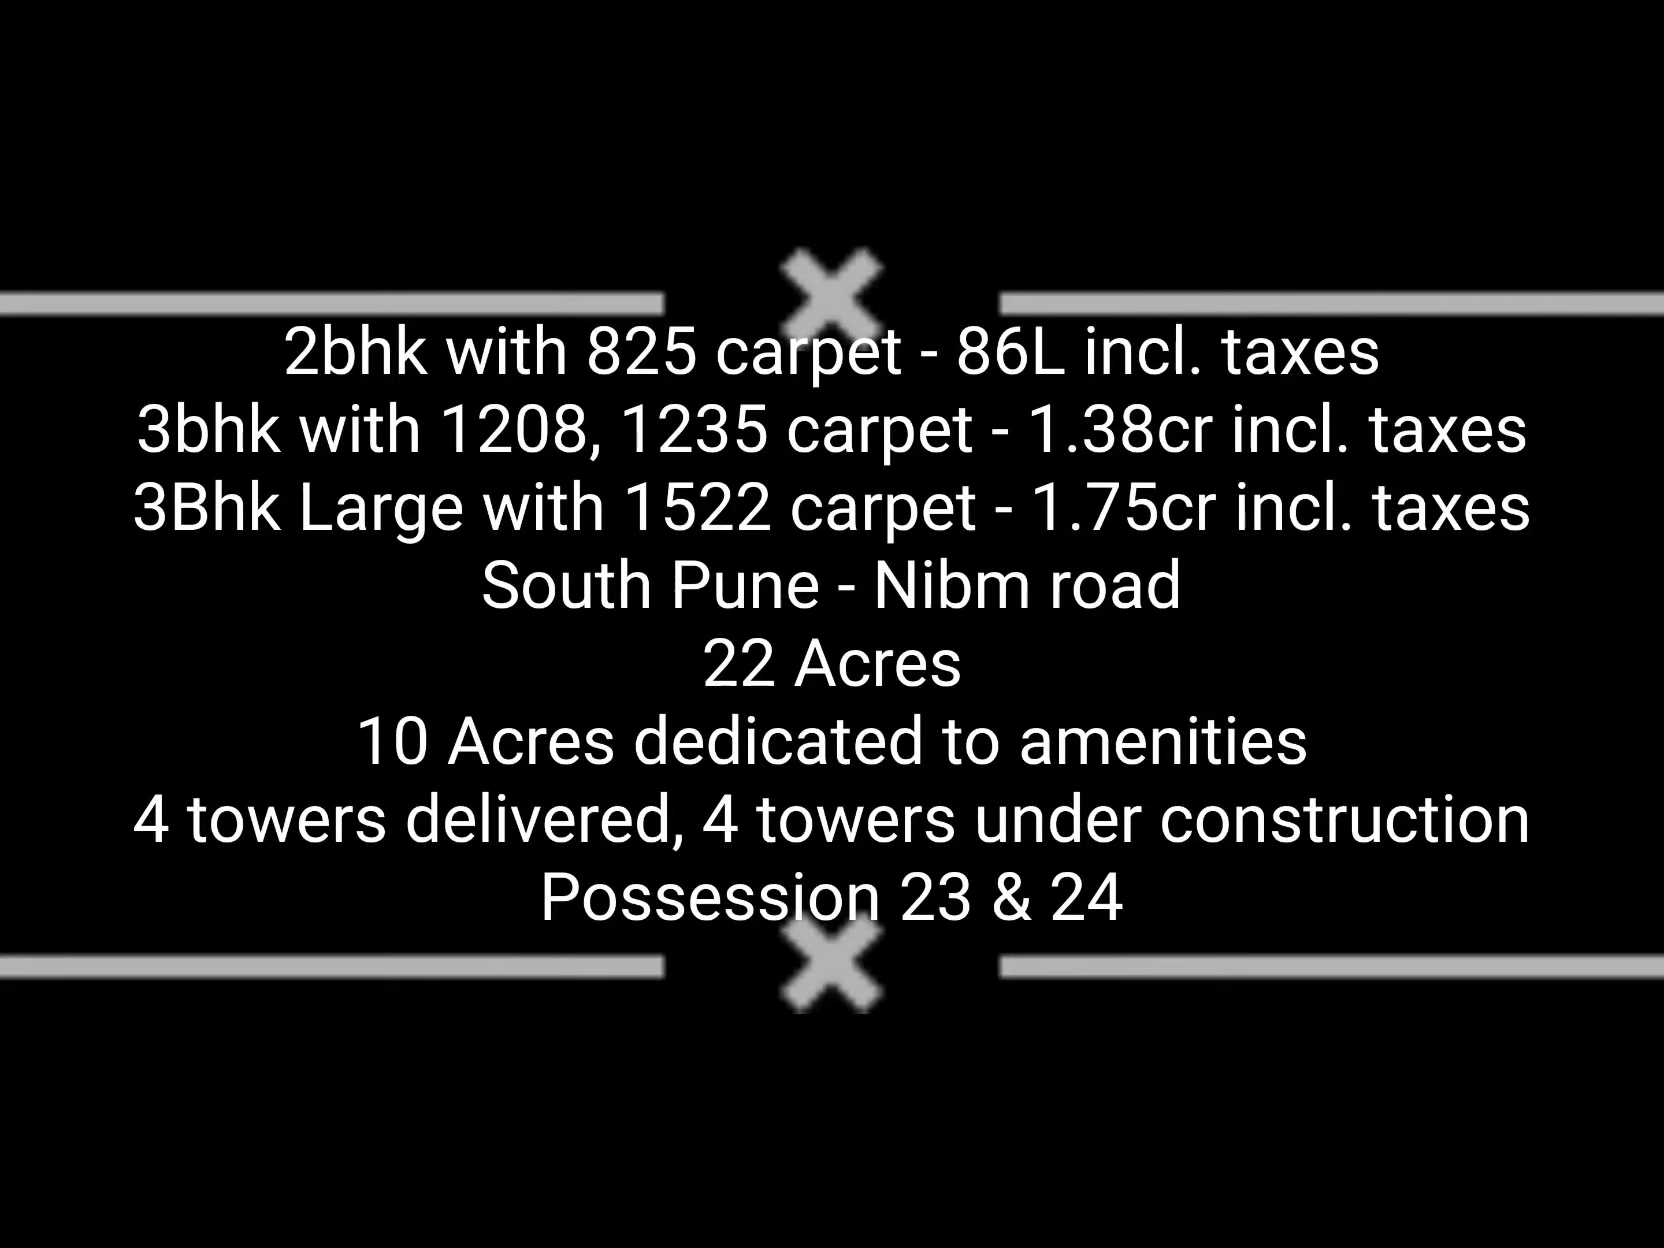 2bhk with 825 carpet - 86L incl. taxes
3bhk with 1208, 1235 carpet - 1.38cr incl. taxes
3Bhk Large with 1522 carpet - 1.75cr incl. taxes
South Pune - Nibm road
22 Acres
10 Acres dedicated to amenities
4 towers delivered, 4 towers under construction
Possession 23 & 24